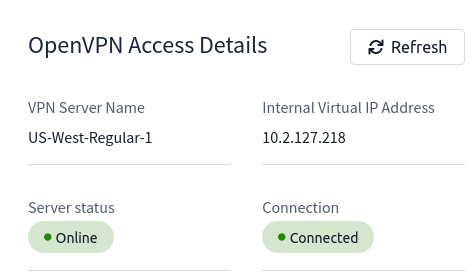 OpenVPN Access Details
Refresh
VPN Server Name
Internal Virtual IP Address
US-West-Regular-1
10.2.127.218
Server status
Connection
Online
Connected